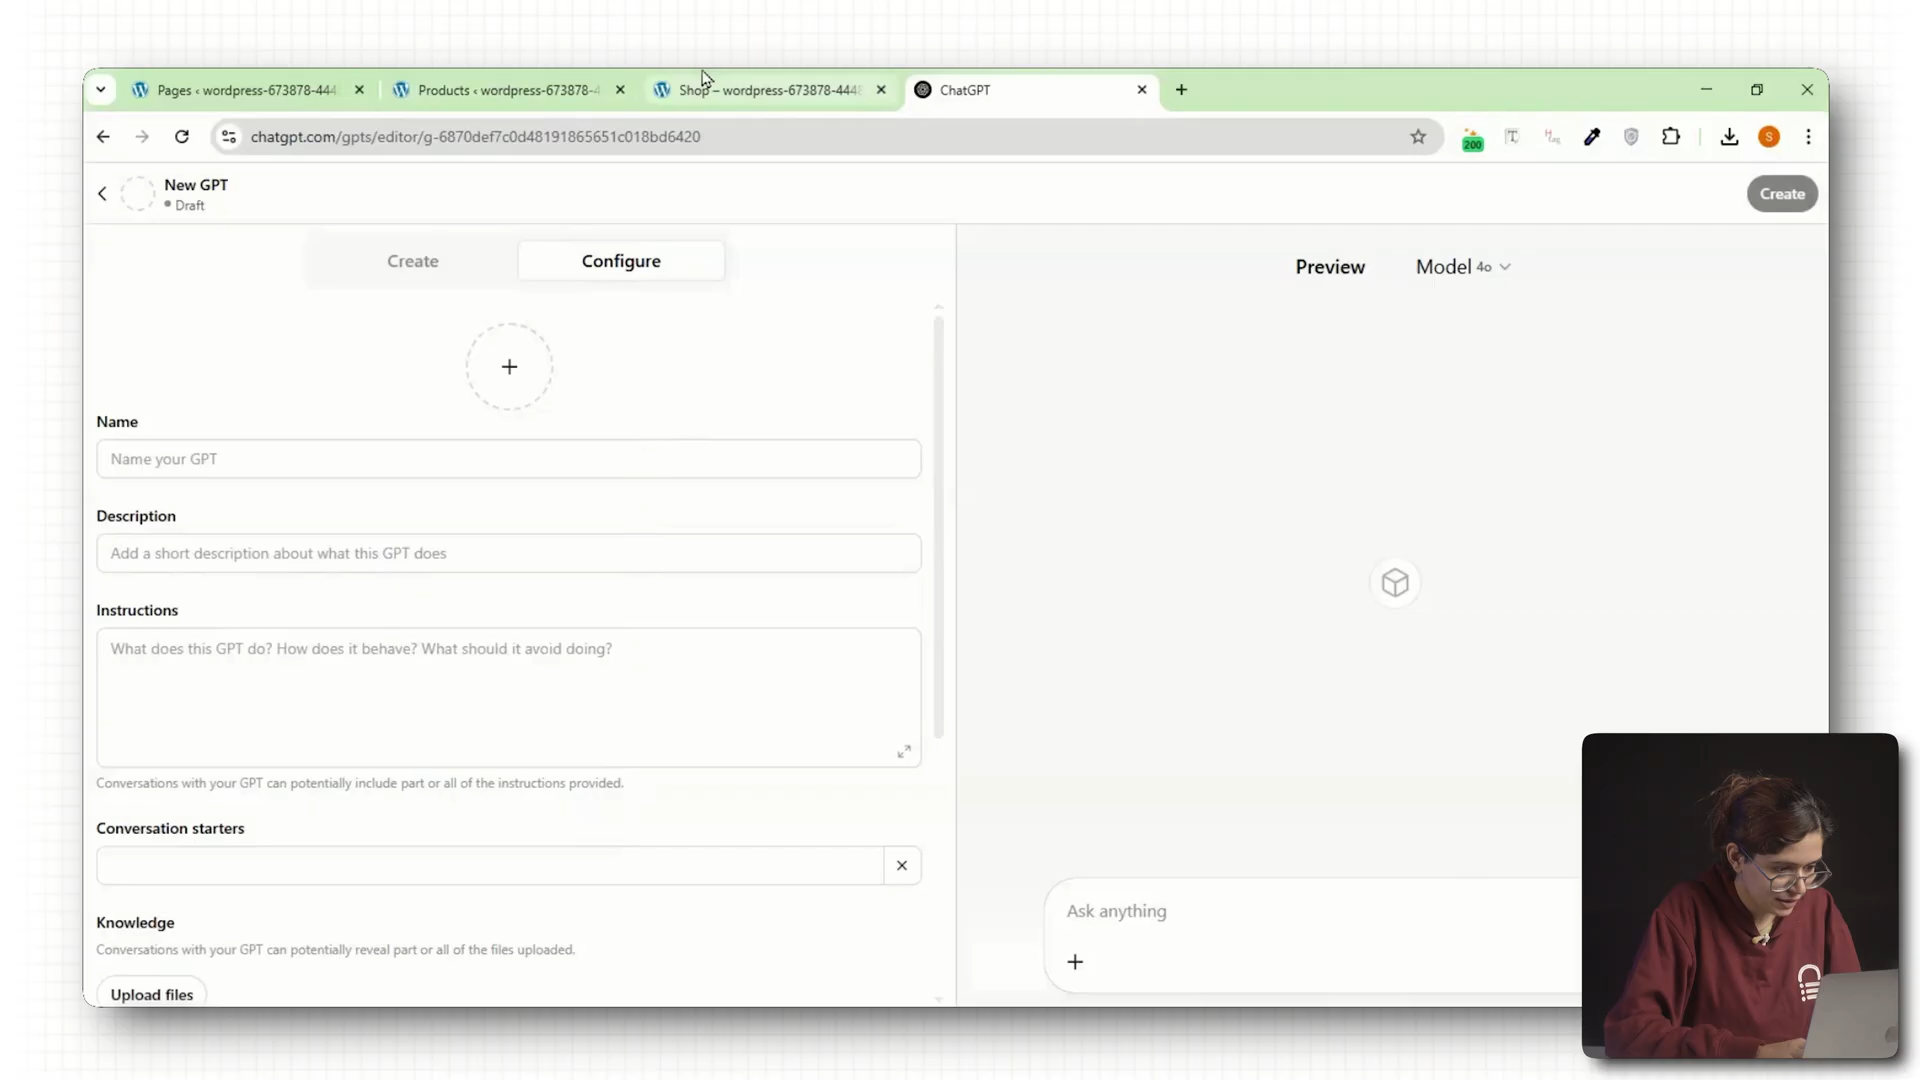 Pages ‹ wordpress-673878-444
Products ‹ wordpress-673878-4
Shop – wordpress-673878-4448
ChatGPT
chatgpt.com/gpts/editor/g-6870def7c0d48191865651c018bd6420
200
S
New GPT
Draft
Create
Create
Configure
Preview
Model 4o
Name
Name your GPT
Description
Add a short description about what this GPT does
Instructions
What does this GPT do? How does it behave? What should it avoid doing?
Conversations with your GPT can potentially include part or all of the instructions provided.
Conversation starters
Knowledge
Conversations with your GPT can potentially reveal part or all of the files uploaded.
Upload files
Ask anything